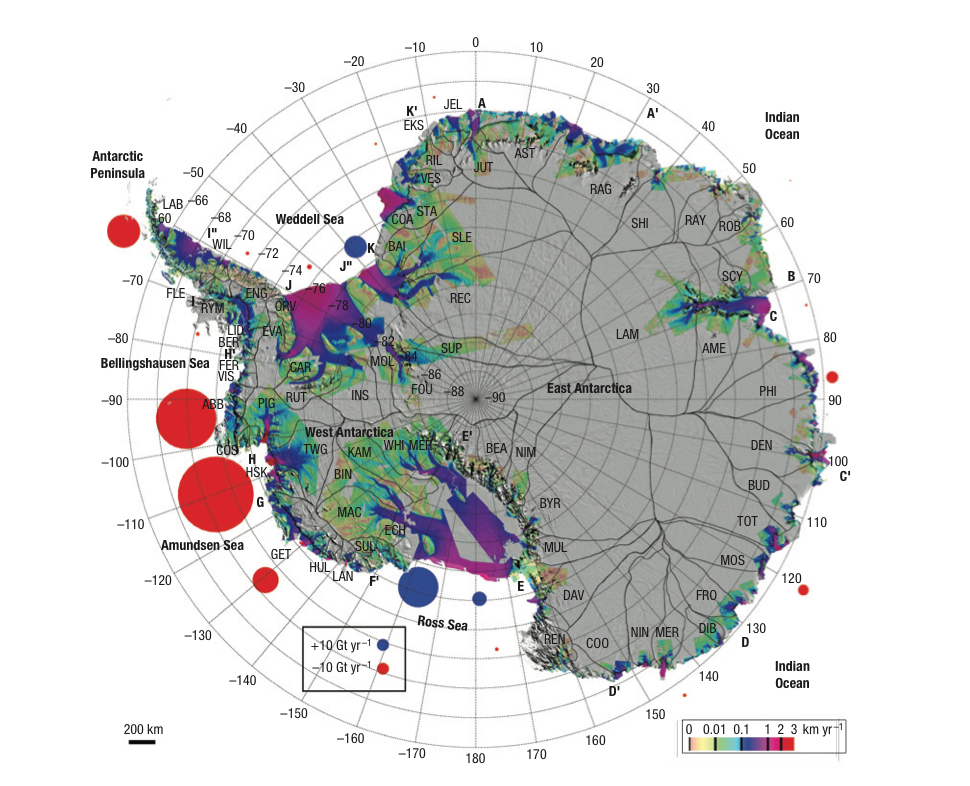 0
-10
10
-20
20
-30
30
-40
40
-50
50
60
70
80
90
100
110
120
130
140
150
160
170
180
-170
-160
-150
-140
-130
-120
-110
-100
-90
-80
-70
60
-66
-68
-70
-72
-74
-76
-78
-80
-82
-84
-86
-88
-90
Antarctic
Peninsula
Weddell Sea
Indian
Ocean
Bellingshausen Sea
Amundsen Sea
Ross Sea
Indian
Ocean
West Antarctica
East Antarctica
K'
JEL
A
A'
EKS
RIL
VES
JUT
AST
RAG
COA
STA
BAI
SLE
REC
SUP
SHI
RAY
ROB
SCY
B
C
LAM
AME
PHI
DEN
BUD
C'
TOT
MOS
FRO
DIB
D
MER
NIN
COO
D'
REN
DAV
MUL
BYR
NIM
BEA
E'
E
LAB
I"
WIL
K
J"
J
FLE
I
RYM
ENG
ORV
LID
BER
EVA
H'
FER
VIS
CAR
MOL
FOU
ABB
PIG
RUT
INS
COS
H
HSK
TWG
KAM
WHI
MER
BIN
G
MAC
ECH
SUL
GET
HUL
LAN
F'
+10 Gt yr⁻¹
−10 Gt yr⁻¹
200 km
0 0.01 0.1 1 2 3 km yr⁻¹